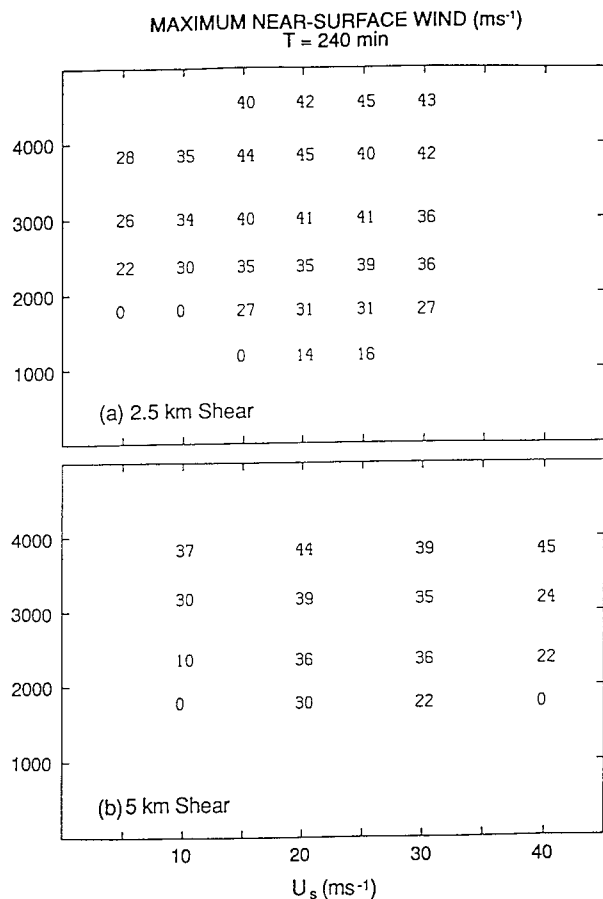 MAXIMUM NEAR-SURFACE WIND (ms⁻¹)
T = 240 min
40 42 45 43
4000 28 35 44 45 40 42
3000 26 34 40 41 41 36
22 30 35 35 39 36
2000 0 0 27 31 31 27
1000 0 14 16
(a) 2.5 km Shear
4000 37 44 39 45
3000 30 39 35 24
10 36 36 22
2000 0 30 22 0
1000
(b) 5 km Shear
10 20 30 40
Uₛ (ms⁻¹)